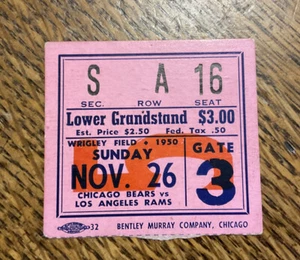 S A 16
SEC. ROW SEAT
Lower Grandstand $3.00
Est. Price $2.50 Fed. Tax .50
WRIGLEY FIELD • 1950
SUNDAY
NOV. 26
CHICAGO BEARS vs
LOS ANGELES RAMS
GATE
3
32 BENTLEY MURRAY COMPANY, CHICAGO